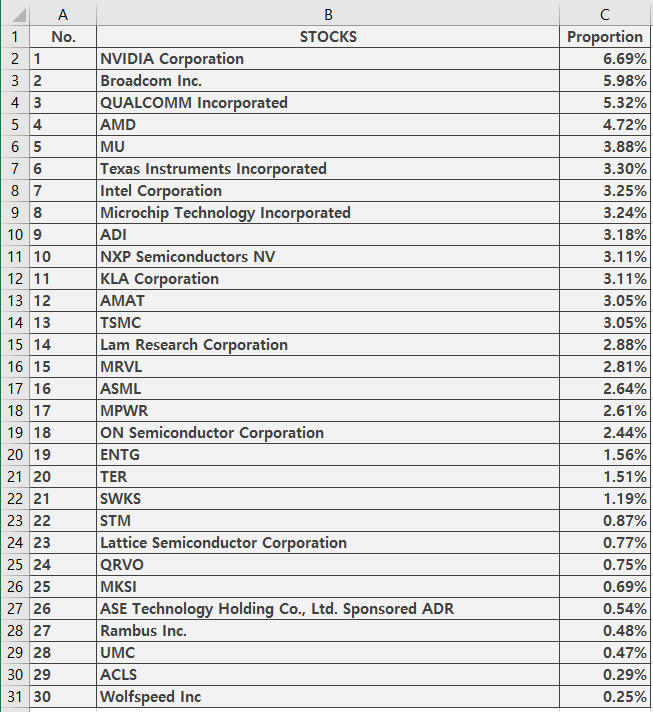 A B C
1 No. STOCKS Proportion
2 1 NVIDIA Corporation 6.69%
3 2 Broadcom Inc. 5.98%
4 3 QUALCOMM Incorporated 5.32%
5 4 AMD 4.72%
6 5 MU 3.88%
7 6 Texas Instruments Incorporated 3.30%
8 7 Intel Corporation 3.25%
9 8 Microchip Technology Incorporated 3.24%
10 9 ADI 3.18%
11 10 NXP Semiconductors NV 3.11%
12 11 KLA Corporation 3.11%
13 12 AMAT 3.05%
14 13 TSMC 3.05%
15 14 Lam Research Corporation 2.88%
16 15 MRVL 2.81%
17 16 ASML 2.64%
18 17 MPWR 2.61%
19 18 ON Semiconductor Corporation 2.44%
20 19 ENTG 1.56%
21 20 TER 1.51%
22 21 SWKS 1.19%
23 22 STM 0.87%
24 23 Lattice Semiconductor Corporation 0.77%
25 24 QRVO 0.75%
26 25 MKSI 0.69%
27 26 ASE Technology Holding Co., Ltd. Sponsored ADR 0.54%
28 27 Rambus Inc. 0.48%
29 28 UMC 0.47%
30 29 ACLS 0.29%
31 30 Wolfspeed Inc 0.25%